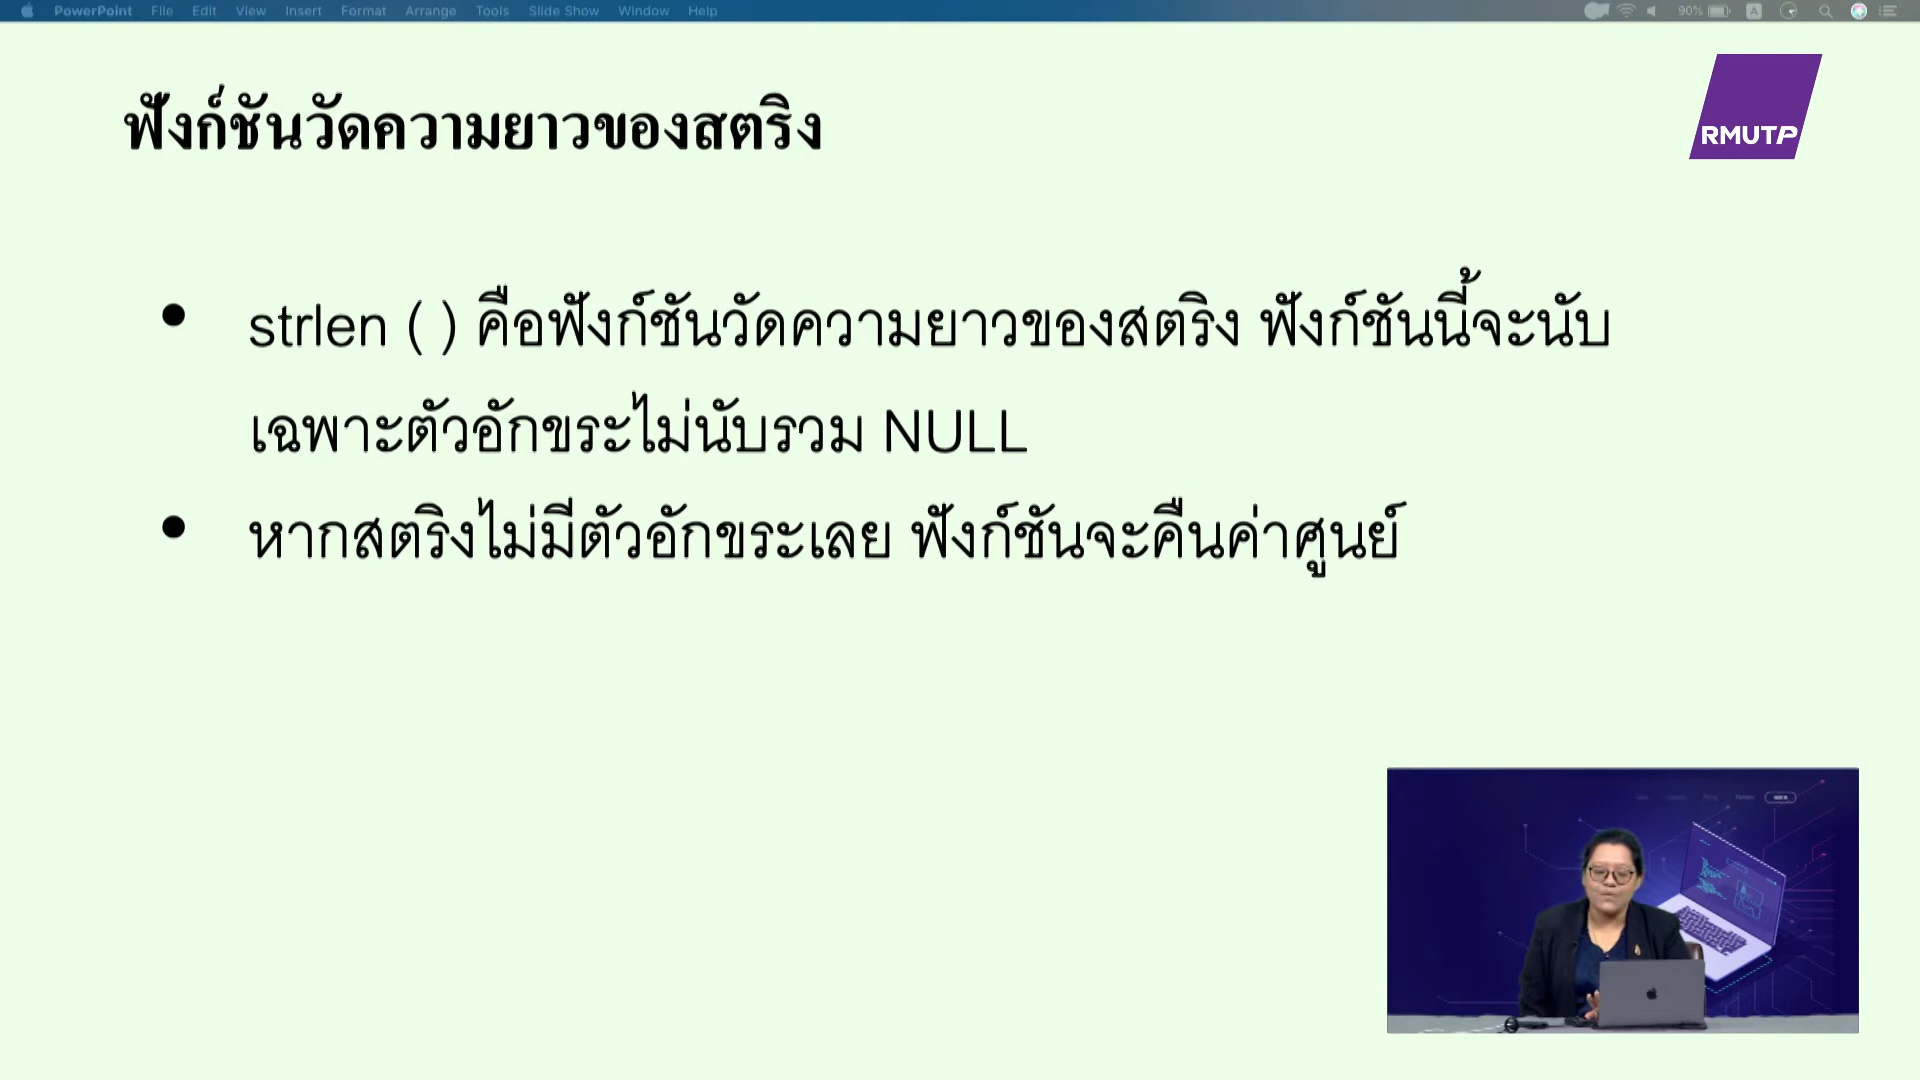 PowerPoint File Edit View Insert Format Arrange Tools Slide Show Window Help 90% A
RMUTP
ฟังก์ชันวัดความยาวของสตริง
• strlen ( ) คือฟังก์ชันวัดความยาวของสตริง ฟังก์ชันนี้จะนับ
เฉพาะตัวอักขระไม่นับรวม NULL
• หากสตริงไม่มีตัวอักขระเลย ฟังก์ชันจะคืนค่าศูนย์